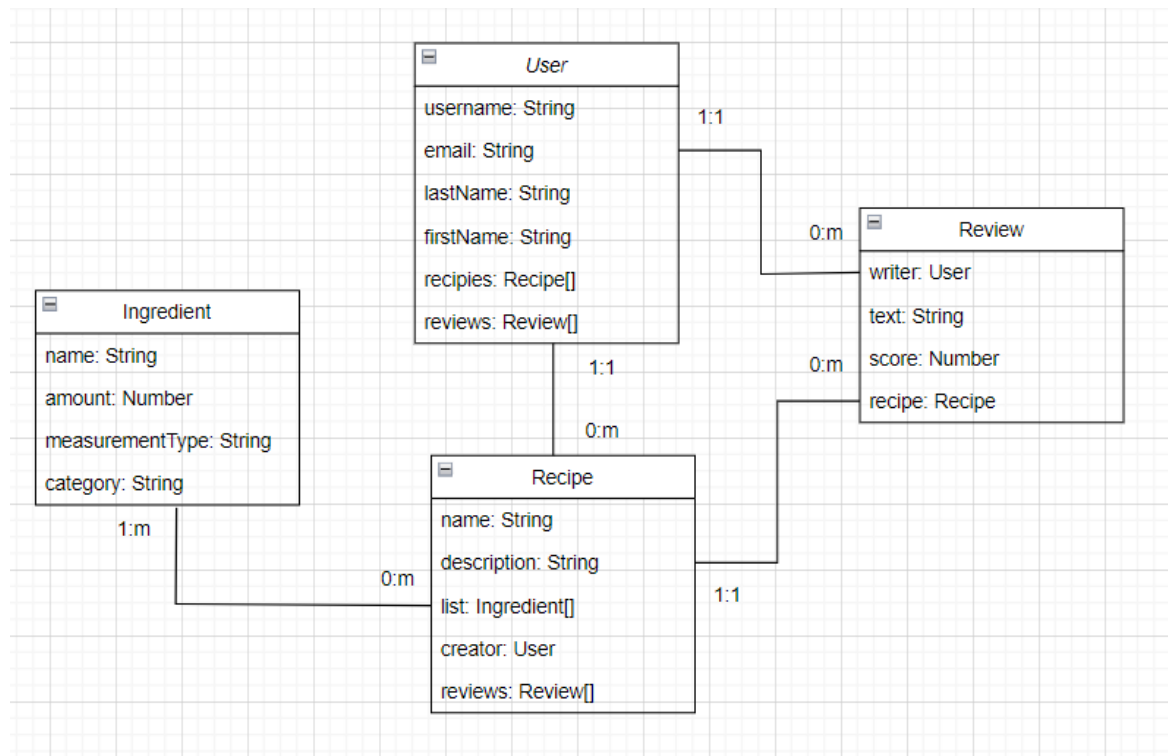 User
username: String
email: String
lastName: String
firstName: String
recipies: Recipe[]
reviews: Review[]
1:1
0:m
Review
writer: User
text: String
score: Number
recipe: Recipe
Ingredient
name: String
amount: Number
measurementType: String
category: String
1:1
0:m
0:m
Recipe
name: String
description: String
list: Ingredient[]
creator: User
reviews: Review[]
1:m
0:m
1:1